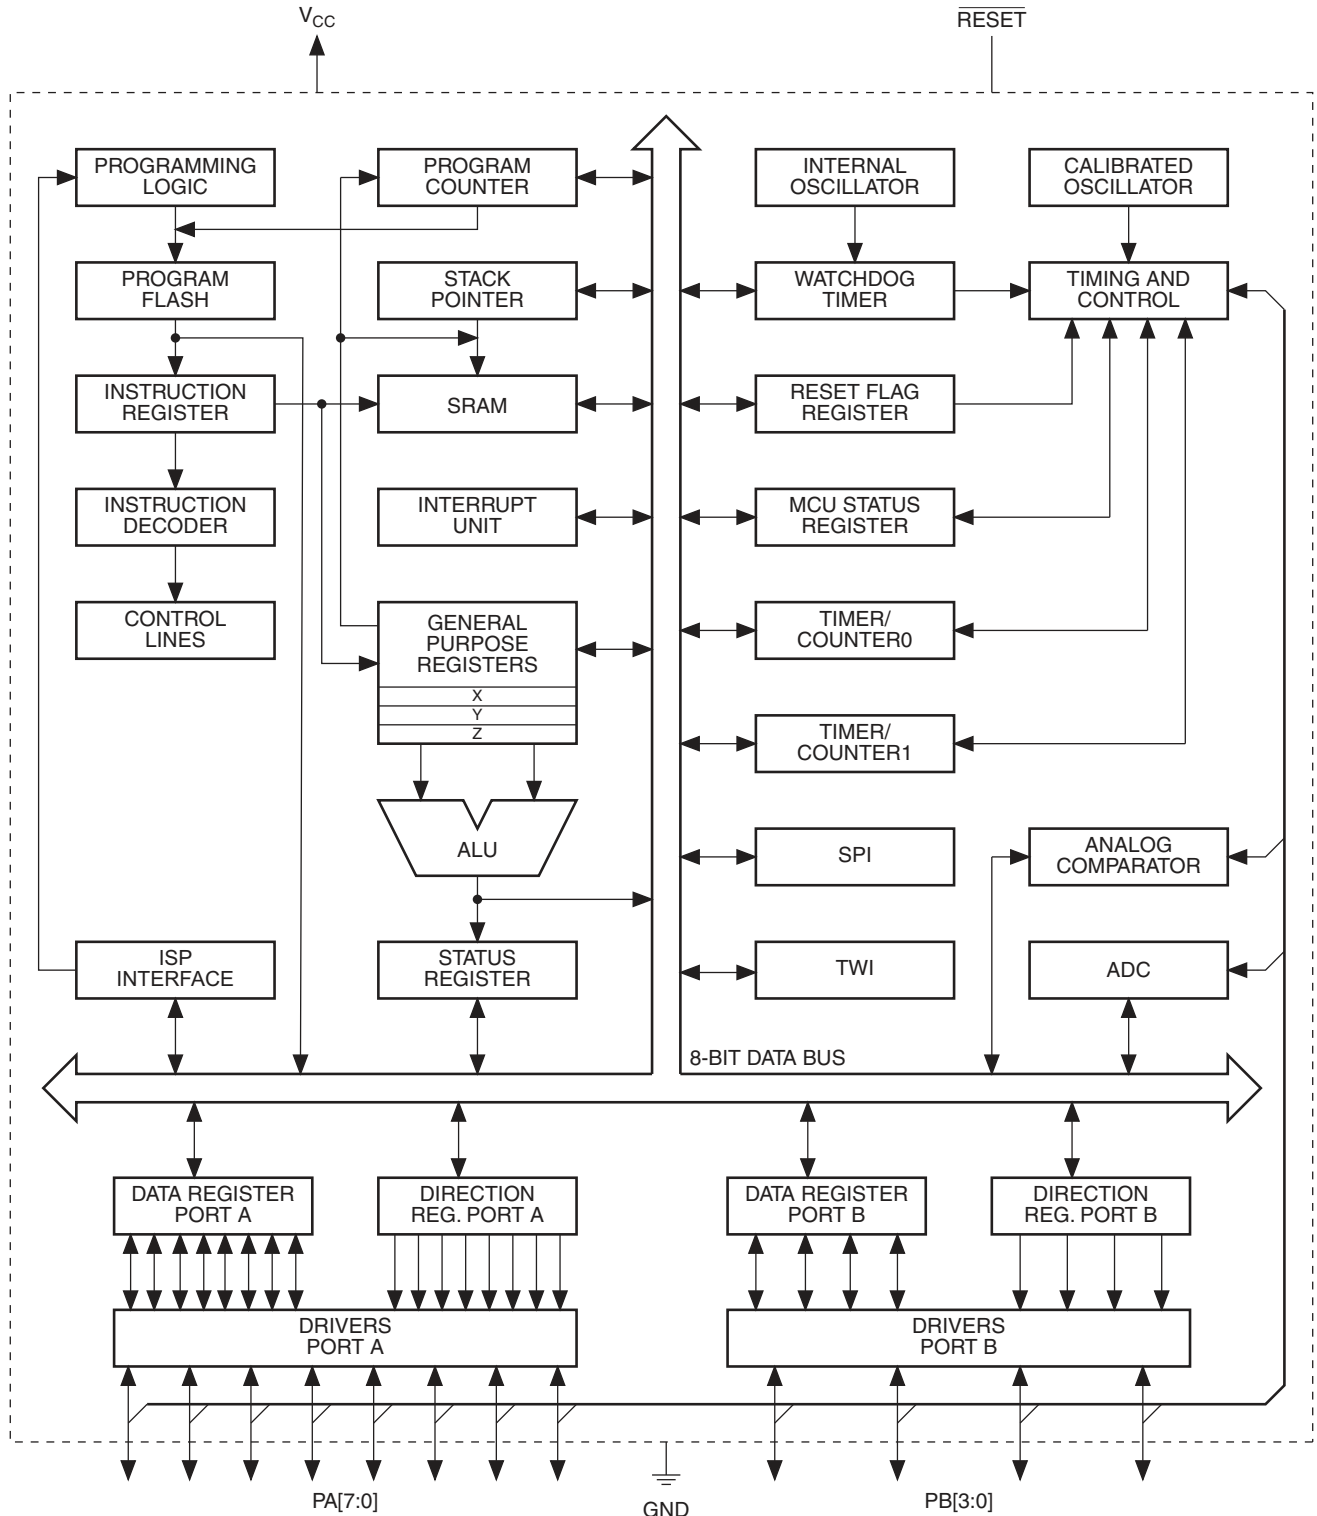 VCC
RESET
PROGRAMMING
LOGIC
PROGRAM
COUNTER
INTERNAL
OSCILLATOR
CALIBRATED
OSCILLATOR
PROGRAM
FLASH
STACK
POINTER
WATCHDOG
TIMER
TIMING AND
CONTROL
INSTRUCTION
REGISTER
SRAM
RESET FLAG
REGISTER
INSTRUCTION
DECODER
INTERRUPT
UNIT
MCU STATUS
REGISTER
CONTROL
LINES
GENERAL
PURPOSE
REGISTERS
X
Y
Z
TIMER/
COUNTER0
TIMER/
COUNTER1
ALU
SPI
ANALOG
COMPARATOR
ISP
INTERFACE
STATUS
REGISTER
TWI
ADC
8-BIT DATA BUS
DATA REGISTER
PORT A
DIRECTION
REG. PORT A
DATA REGISTER
PORT B
DIRECTION
REG. PORT B
DRIVERS
PORT A
DRIVERS
PORT B
PA[7:0]
GND
PB[3:0]